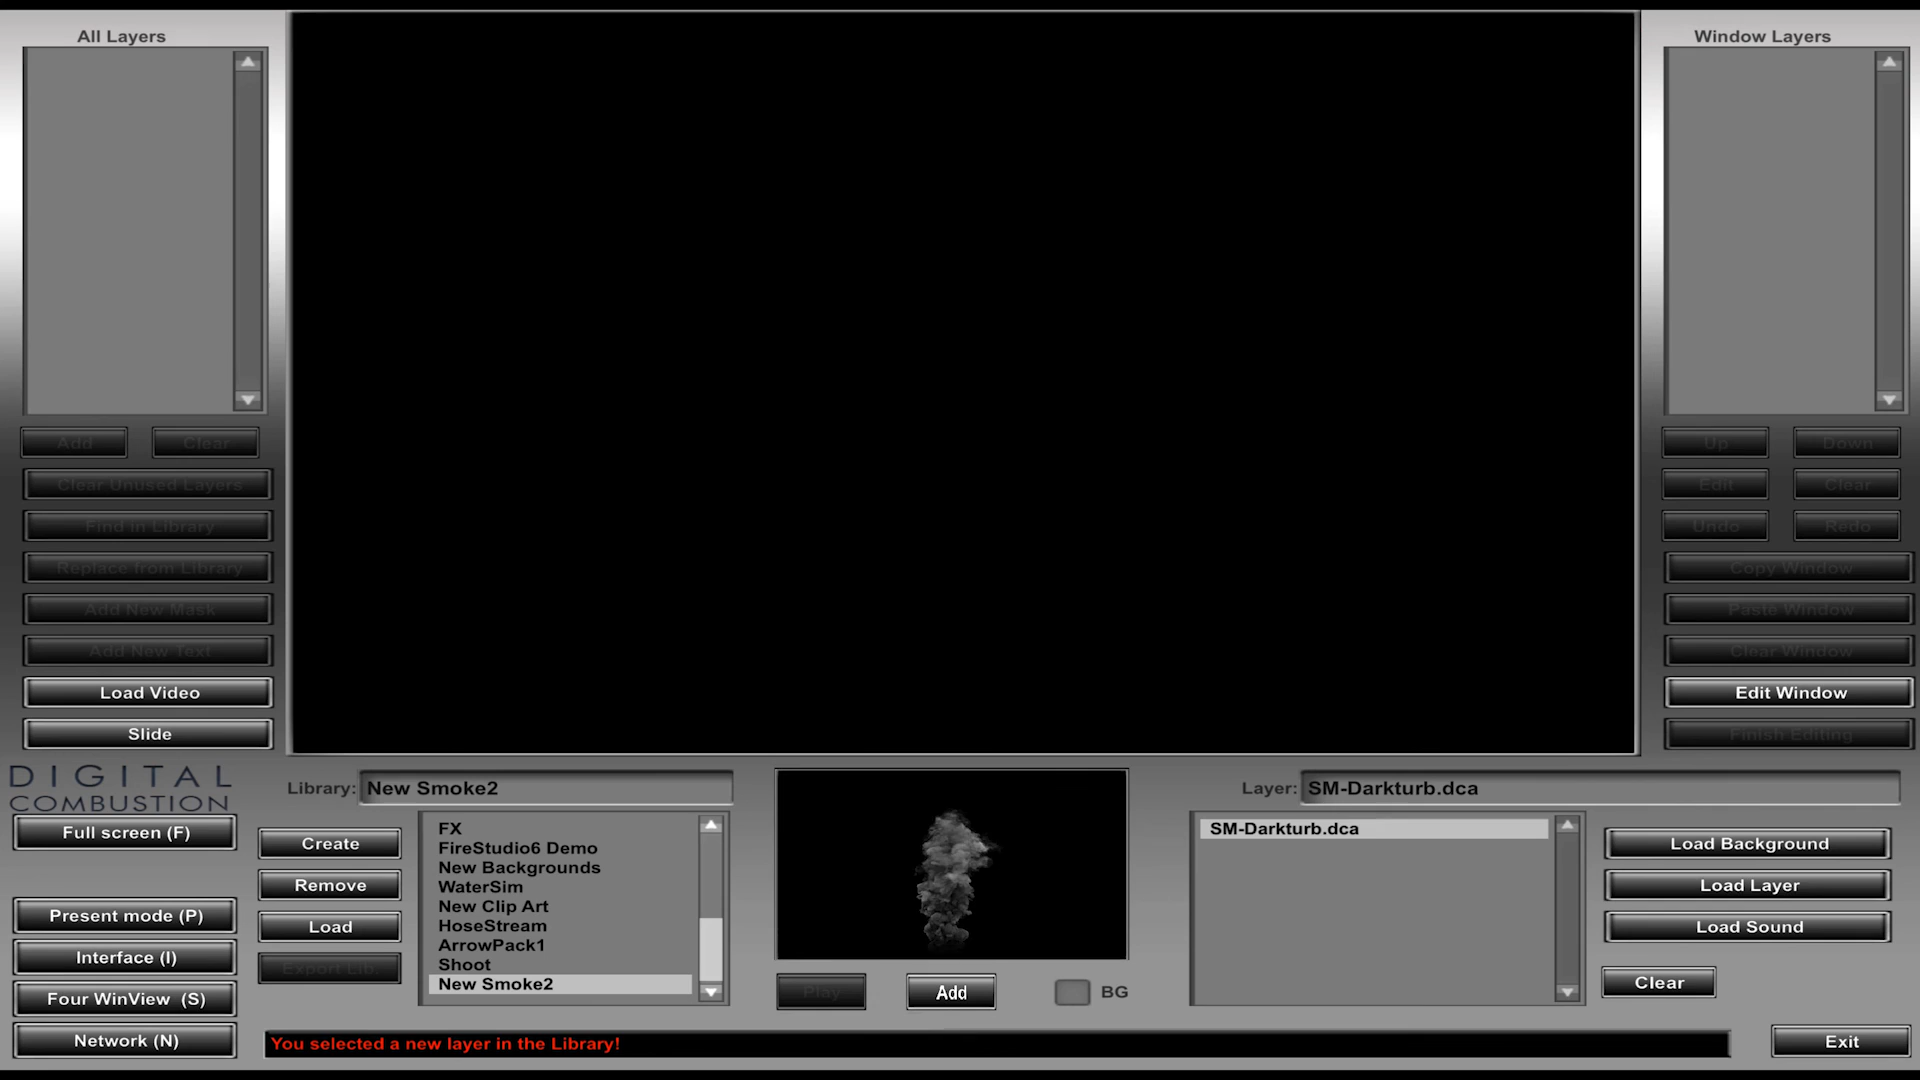 All Layers
Window Layers
Add
Clear
Clear Unused Layers
Find in Library
Replace from Library
Add New Mask
Add New Text
Load Video
Slide
Up
Down
Edit
Clear
Undo
Redo
Copy Window
Paste Window
Clear Window
Edit Window
Finish Editing
DIGITAL
COMBUSTION
Full screen (F)
Present mode (P)
Interface (I)
Four WinView (S)
Network (N)
Library: New Smoke2
Create
Remove
Load
Export Lib.
FX
FireStudio6 Demo
New Backgrounds
WaterSim
New Clip Art
HoseStream
ArrowPack1
Shoot
New Smoke2
Play
Add
BG
Layer: SM-Darkturb.dca
SM-Darkturb.dca
Load Background
Load Layer
Load Sound
Clear
You selected a new layer in the Library!
Exit